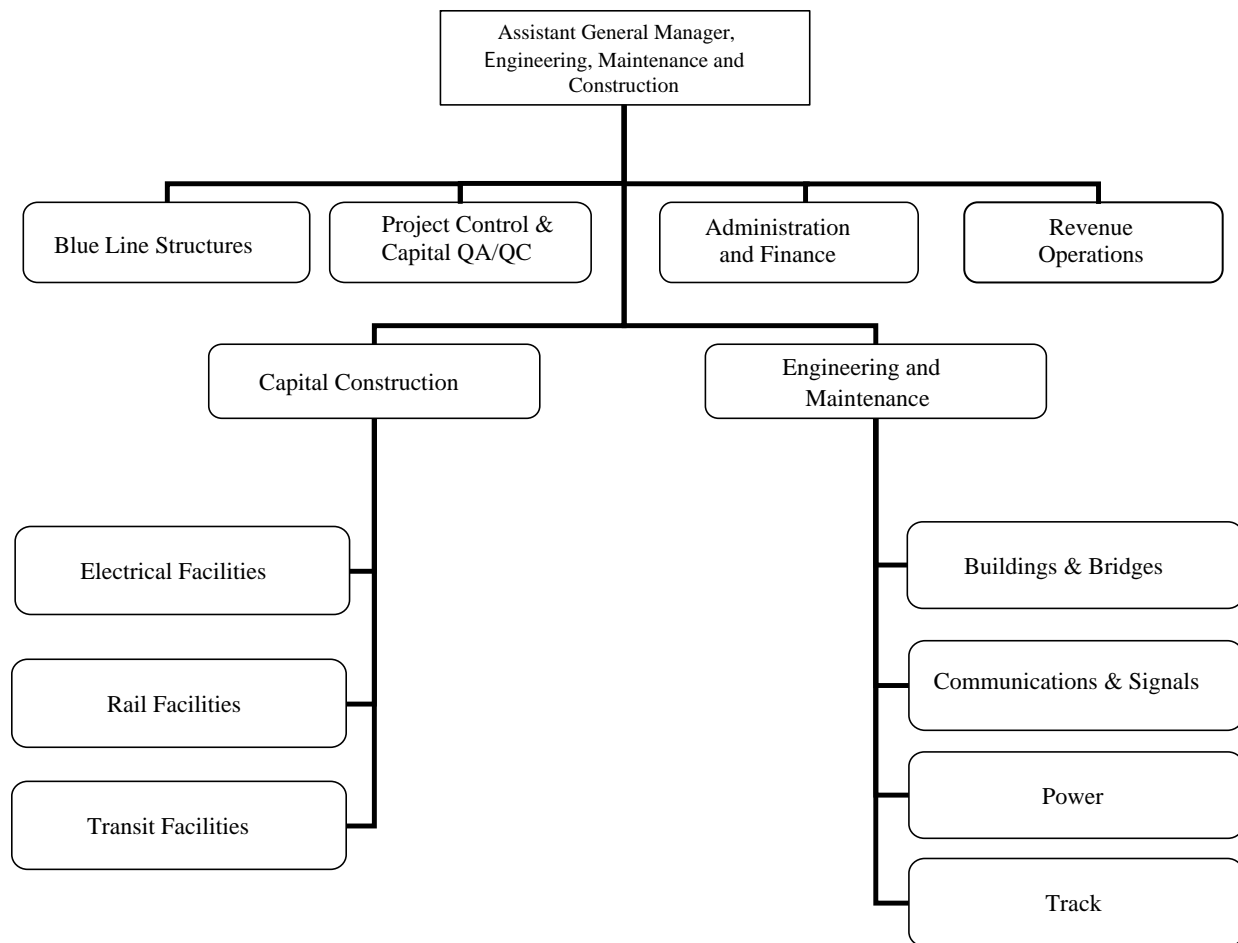 Assistant General Manager,
Engineering, Maintenance and
Construction
Blue Line Structures
Project Control &
Capital QA/QC
Administration
and Finance
Revenue
Operations
Capital Construction
Engineering and
Maintenance
Electrical Facilities
Rail Facilities
Transit Facilities
Buildings & Bridges
Communications & Signals
Power
Track